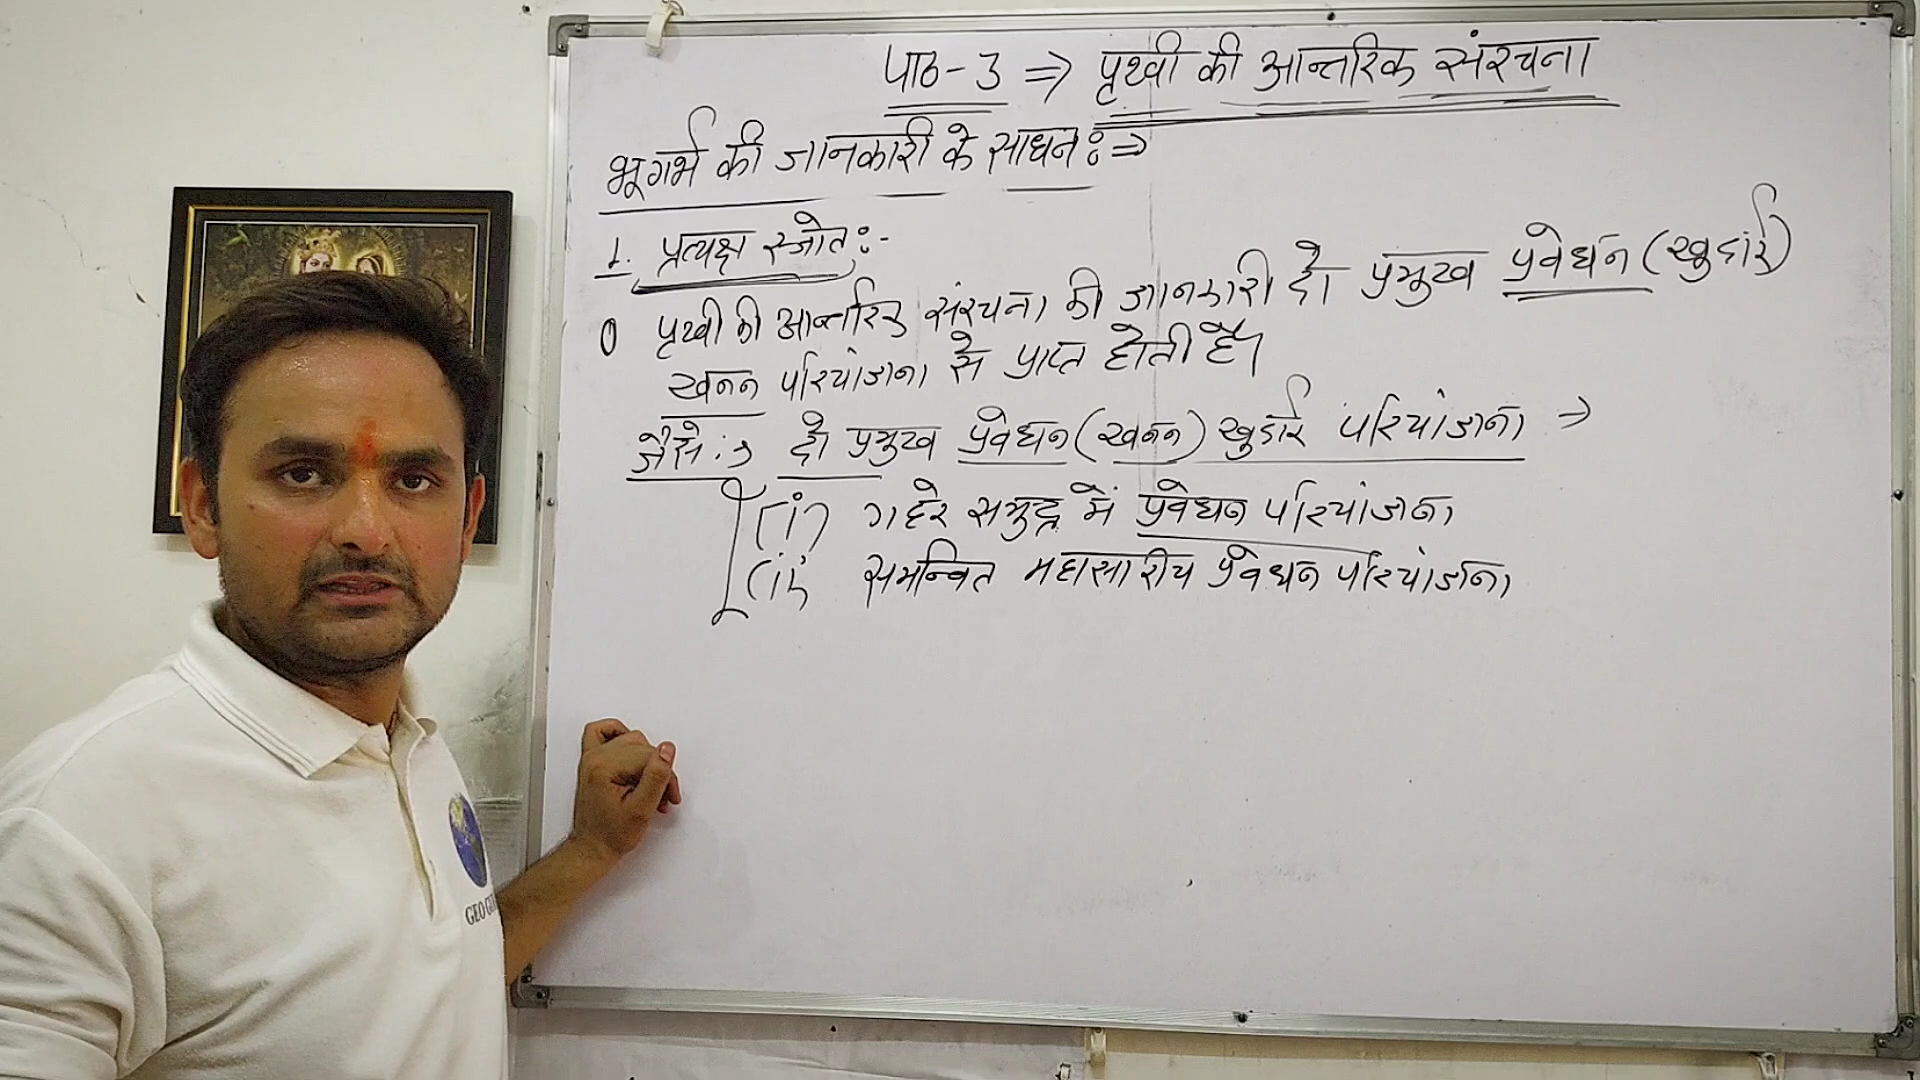 पाठ-3 ⇒ पृथ्वी की आन्तरिक संरचना
भूगर्भ की जानकारी के साधनः⇒
1. प्रत्यक्ष स्त्रोतः-
पृथ्वी की आन्तरिक संरचना की जानकारी दो प्रमुख प्रवेधन (खुदाई)
खनन परियोजना से प्राप्त होती है।
जैसेः⇒ दो प्रमुख प्रवेधन (खनन) खुदाई परियोजना ⇒
(i) गहरे समुद्र में प्रवेधन परियोजना
(ii) समन्वित महासागरीय प्रवेधन परियोजना
GEO